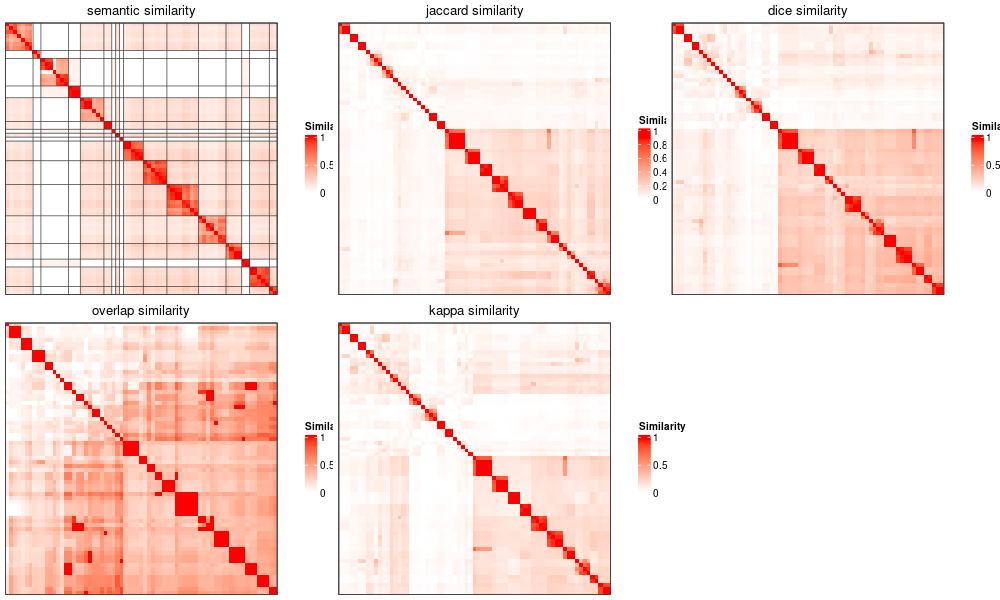 semantic similarity
jaccard similarity
dice similarity
Simila
1
0.5
0
Simila
1
0.8
0.6
0.4
0.2
0
Simila
1
0.5
0
overlap similarity
kappa similarity
Simila
1
0.5
0
Similarity
1
0.5
0